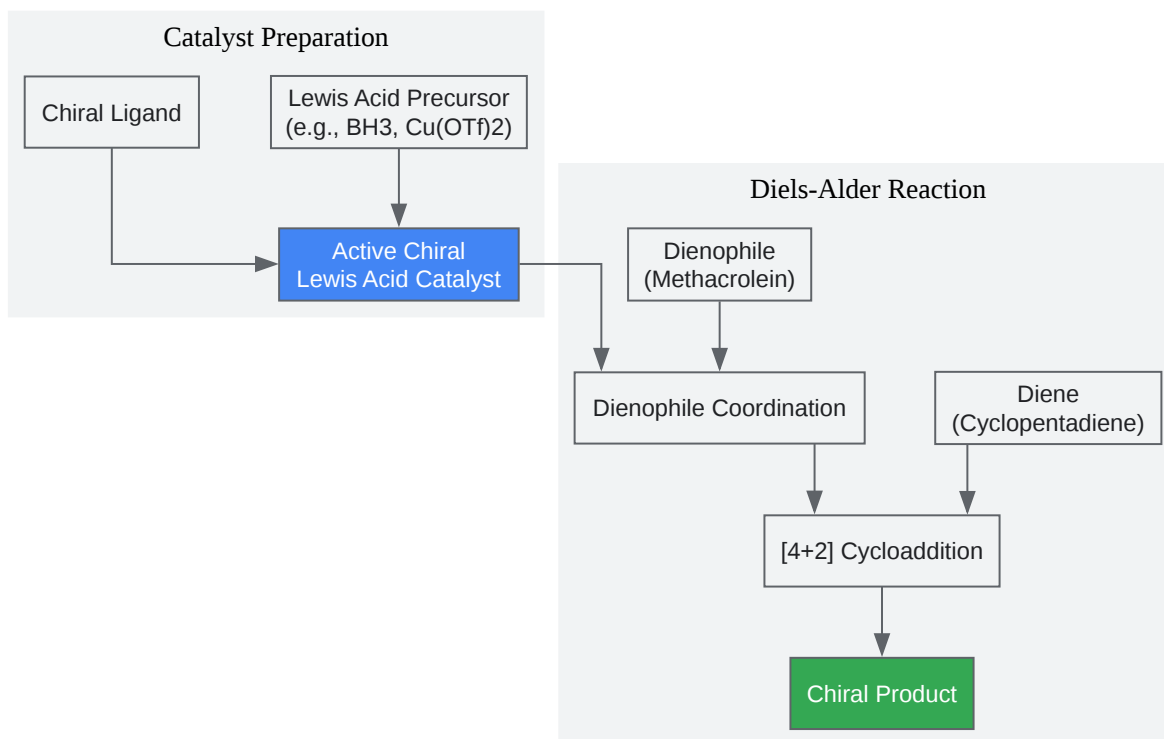 Catalyst Preparation
Chiral Ligand
Lewis Acid Precursor
(e.g., BH3, Cu(OTf)2)
Active Chiral
Lewis Acid Catalyst
Diels-Alder Reaction
Dienophile
(Methacrolein)
Dienophile Coordination
Diene
(Cyclopentadiene)
[4+2] Cycloaddition
Chiral Product